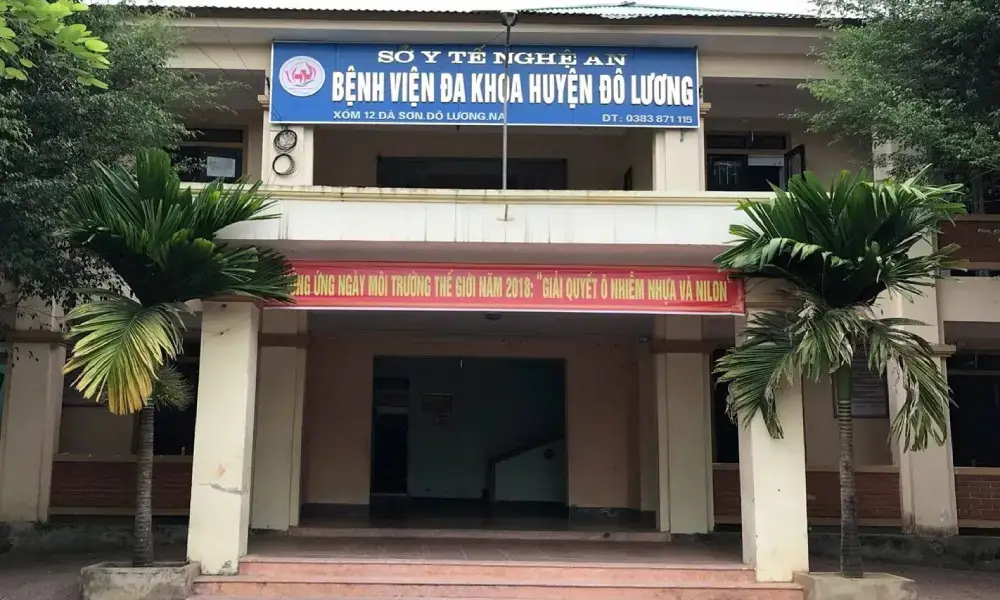 SỞ Y TẾ NGHỆ AN
BỆNH VIỆN ĐA KHOA HUYỆN ĐÔ LƯƠNG
XÓM 12.ĐÀ SƠN.ĐÔ LƯƠNG.NA
ĐT: 0383 871 115
ỨNG NGÀY MÔI TRƯỜNG THẾ GIỚI NĂM 2018: "GIẢI QUYẾT Ô NHIỄM NHỰA VÀ NILON"